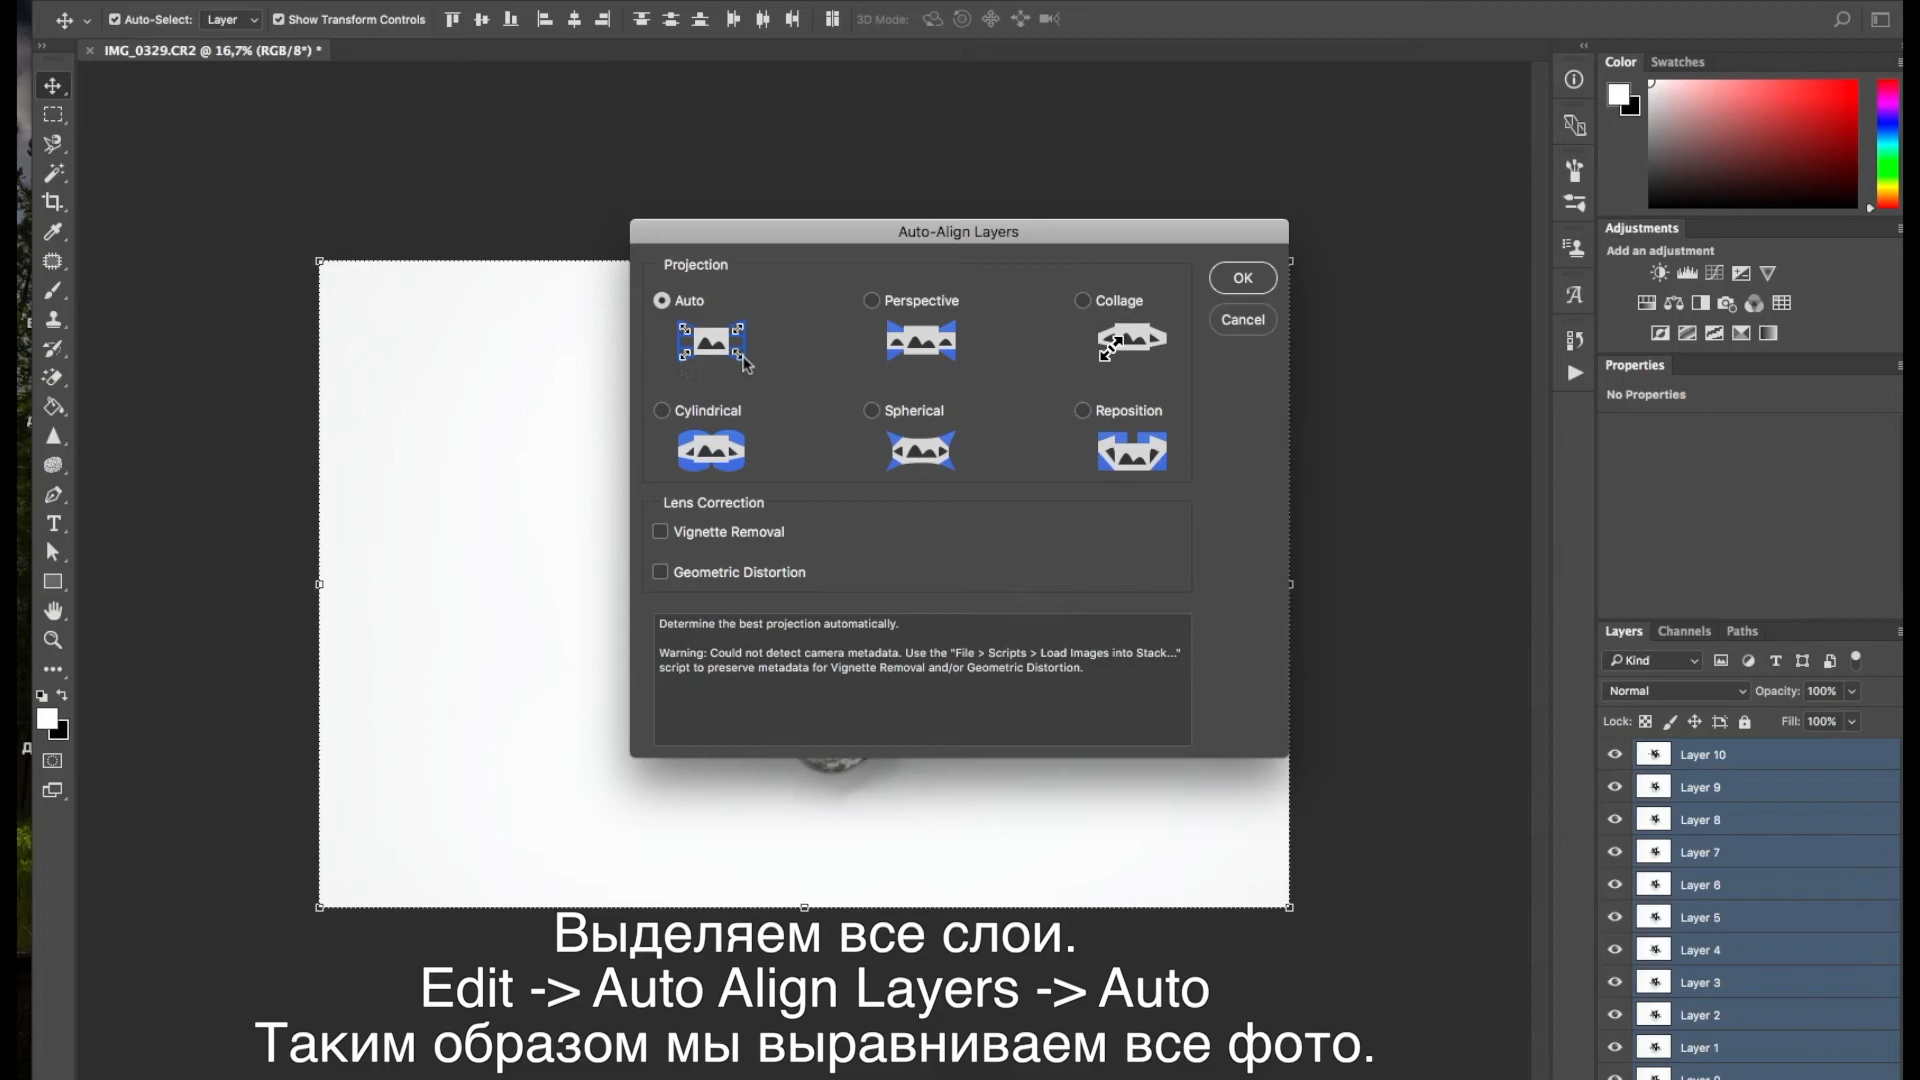 Auto-Select:
Layer
Show Transform Controls
3D Mode:
IMG_0329.CR2 @ 16,7% (RGB/8*) *
Color
Swatches
Adjustments
Add an adjustment
Properties
No Properties
Auto-Align Layers
Projection
Auto
Perspective
Collage
OK
Cancel
Cylindrical
Spherical
Reposition
Lens Correction
Vignette Removal
Geometric Distortion
Determine the best projection automatically.
Warning: Could not detect camera metadata. Use the "File > Scripts > Load Images into Stack..."
script to preserve metadata for Vignette Removal and/or Geometric Distortion.
Layers
Channels
Paths
Kind
Normal
Opacity: 100%
Lock:
Fill: 100%
Layer 10
Layer 9
Layer 8
Layer 7
Layer 6
Layer 5
Layer 4
Layer 3
Layer 2
Layer 1
Выделяем все слои.
Edit -> Auto Align Layers -> Auto
Таким образом мы выравниваем все фото.